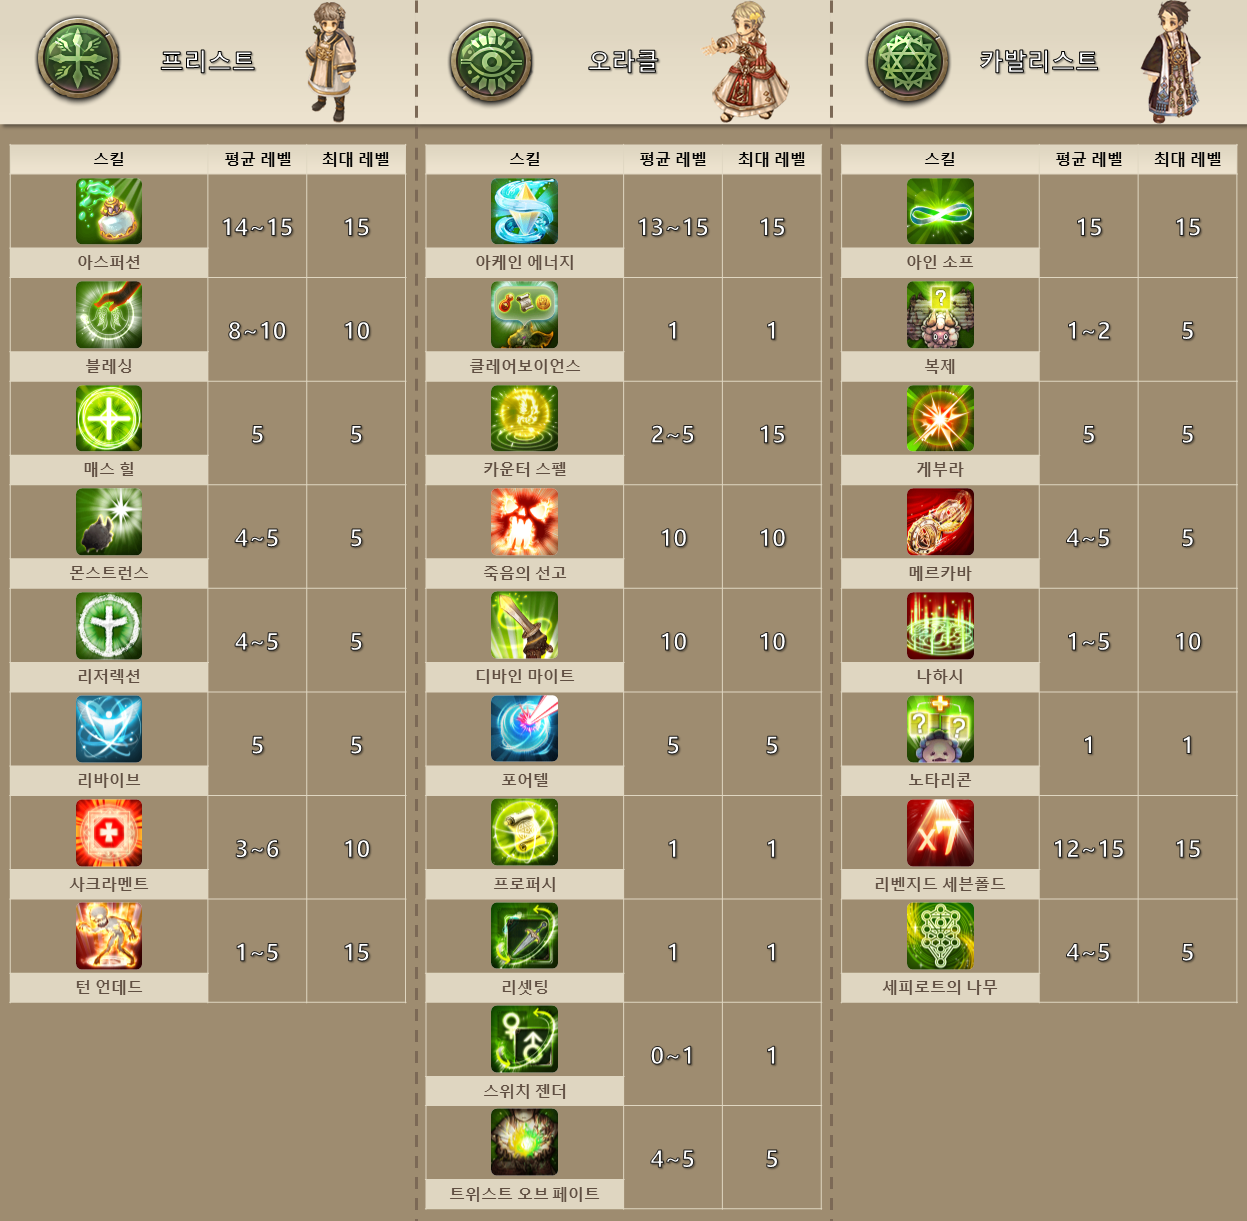 프리스트
스킬 평균 레벨 최대 레벨
아스퍼션 14~15 15
블레싱 8~10 10
매스 힐 5 5
몬스트런스 4~5 5
리저렉션 4~5 5
리바이브 5 5
사크라멘트 3~6 10
턴 언데드 1~5 15
오라클
스킬 평균 레벨 최대 레벨
아케인 에너지 13~15 15
클레어보이언스 1 1
카운터 스펠 2~5 15
죽음의 선고 10 10
디바인 마이트 10 10
포어텔 5 5
프로퍼시 1 1
리셋팅 1 1
스위치 젠더 0~1 1
트위스트 오브 페이트 4~5 5
카발리스트
스킬 평균 레벨 최대 레벨
아인 소프 15 15
? 
복제 1~2 5
게부라 5 5
메르카바 4~5 5
나하시 1~5 10
? ?
노타리콘 1 1
x7
리벤지드 세븐폴드 12~15 15
세피로트의 나무 4~5 5